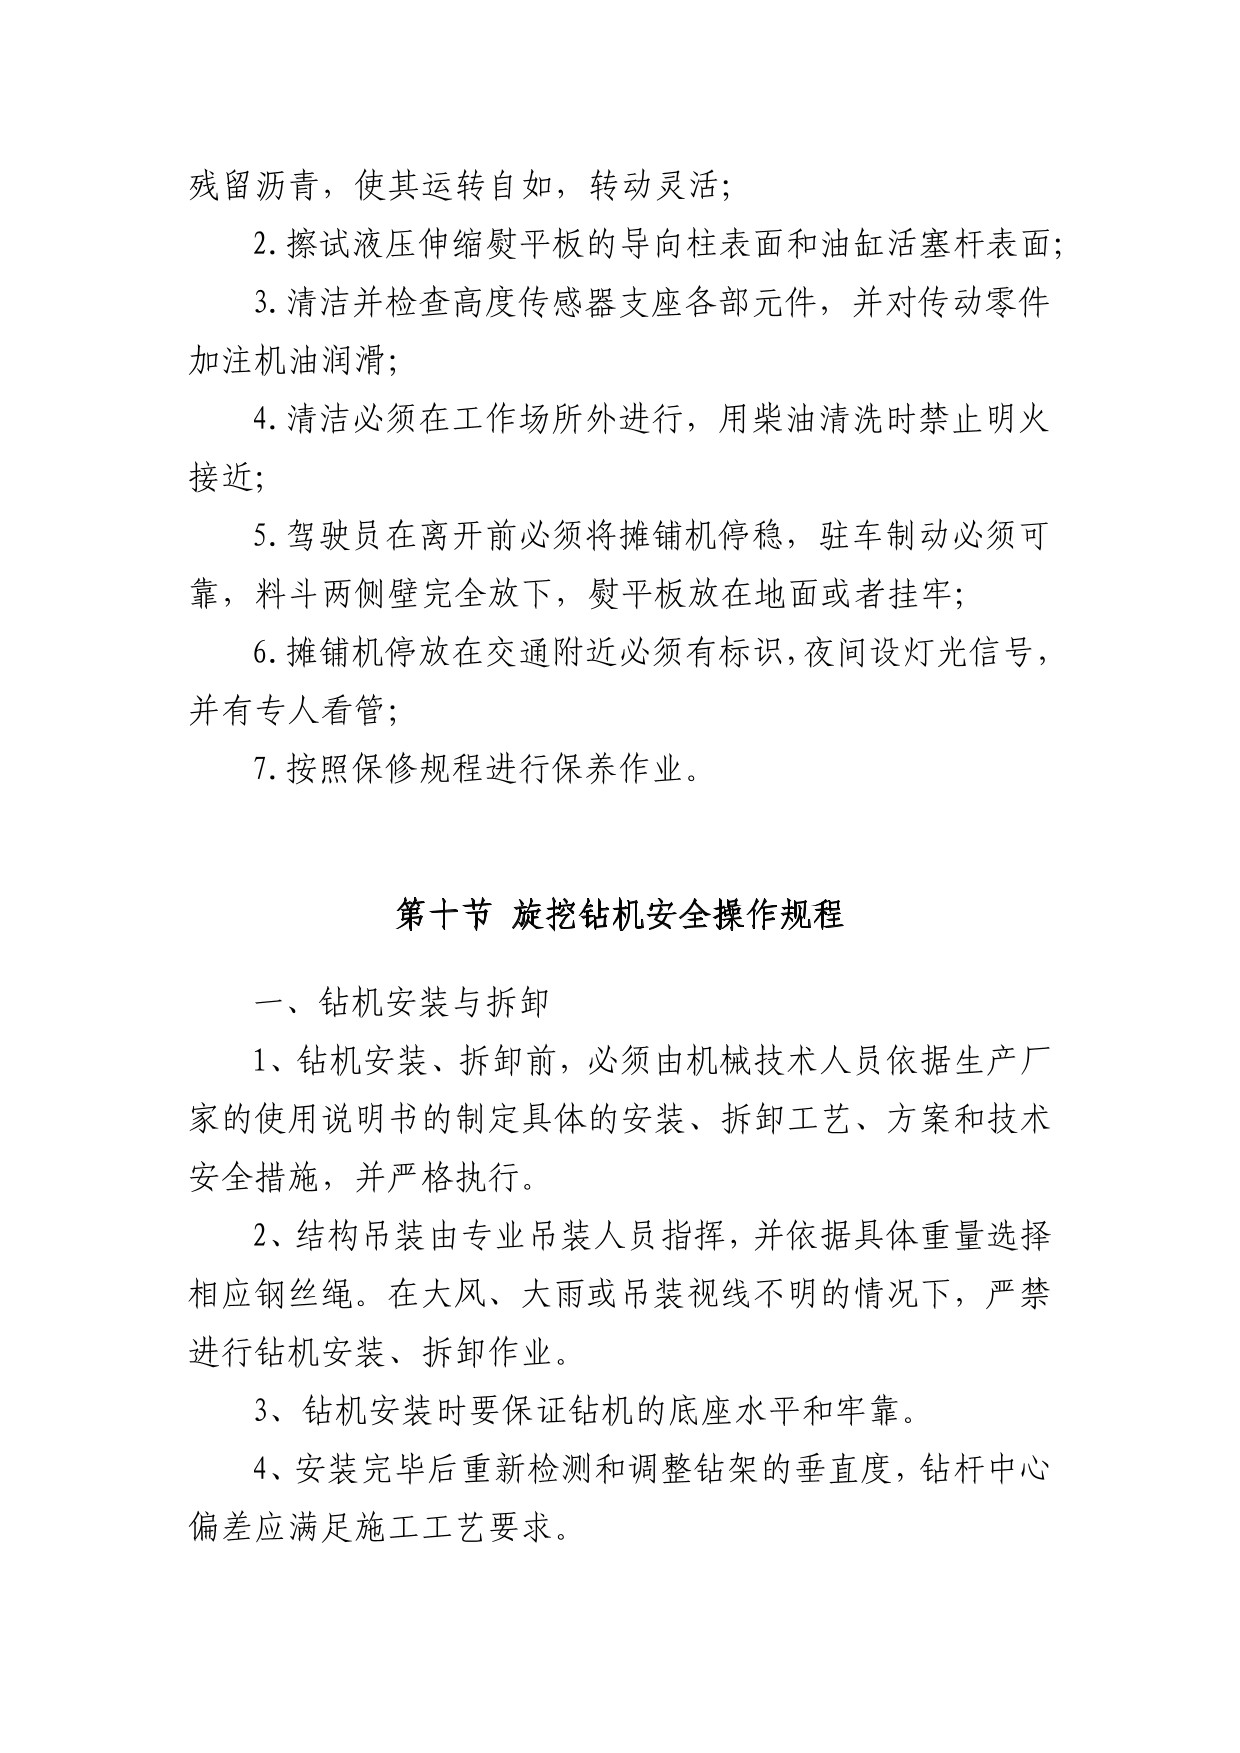 残留沥青，使其运转自如，转动灵活；
2.擦试液压伸缩熨平板的导向柱表面和油缸活塞杆表面；
3.清洁并检查高度传感器支座各部元件，并对传动零件
加注机油润滑；
4.清洁必须在工作场所外进行，用柴油清洗时禁止明火
接近；
5.驾驶员在离开前必须将摊铺机停稳，驻车制动必须可
靠，料斗两侧壁完全放下，熨平板放在地面或者挂牢；
6.摊铺机停放在交通附近必须有标识，夜间设灯光信号，
并有专人看管；
7.按照保修规程进行保养作业。
第十节 旋挖钻机安全操作规程
一、钻机安装与拆卸
1、钻机安装、拆卸前，必须由机械技术人员依据生产厂
家的使用说明书的制定具体的安装、拆卸工艺、方案和技术
安全措施，并严格执行。
2、结构吊装由专业吊装人员指挥，并依据具体重量选择
相应钢丝绳。在大风、大雨或吊装视线不明的情况下，严禁
进行钻机安装、拆卸作业。
3、钻机安装时要保证钻机的底座水平和牢靠。
4、安装完毕后重新检测和调整钻架的垂直度，钻杆中心
偏差应满足施工工艺要求。